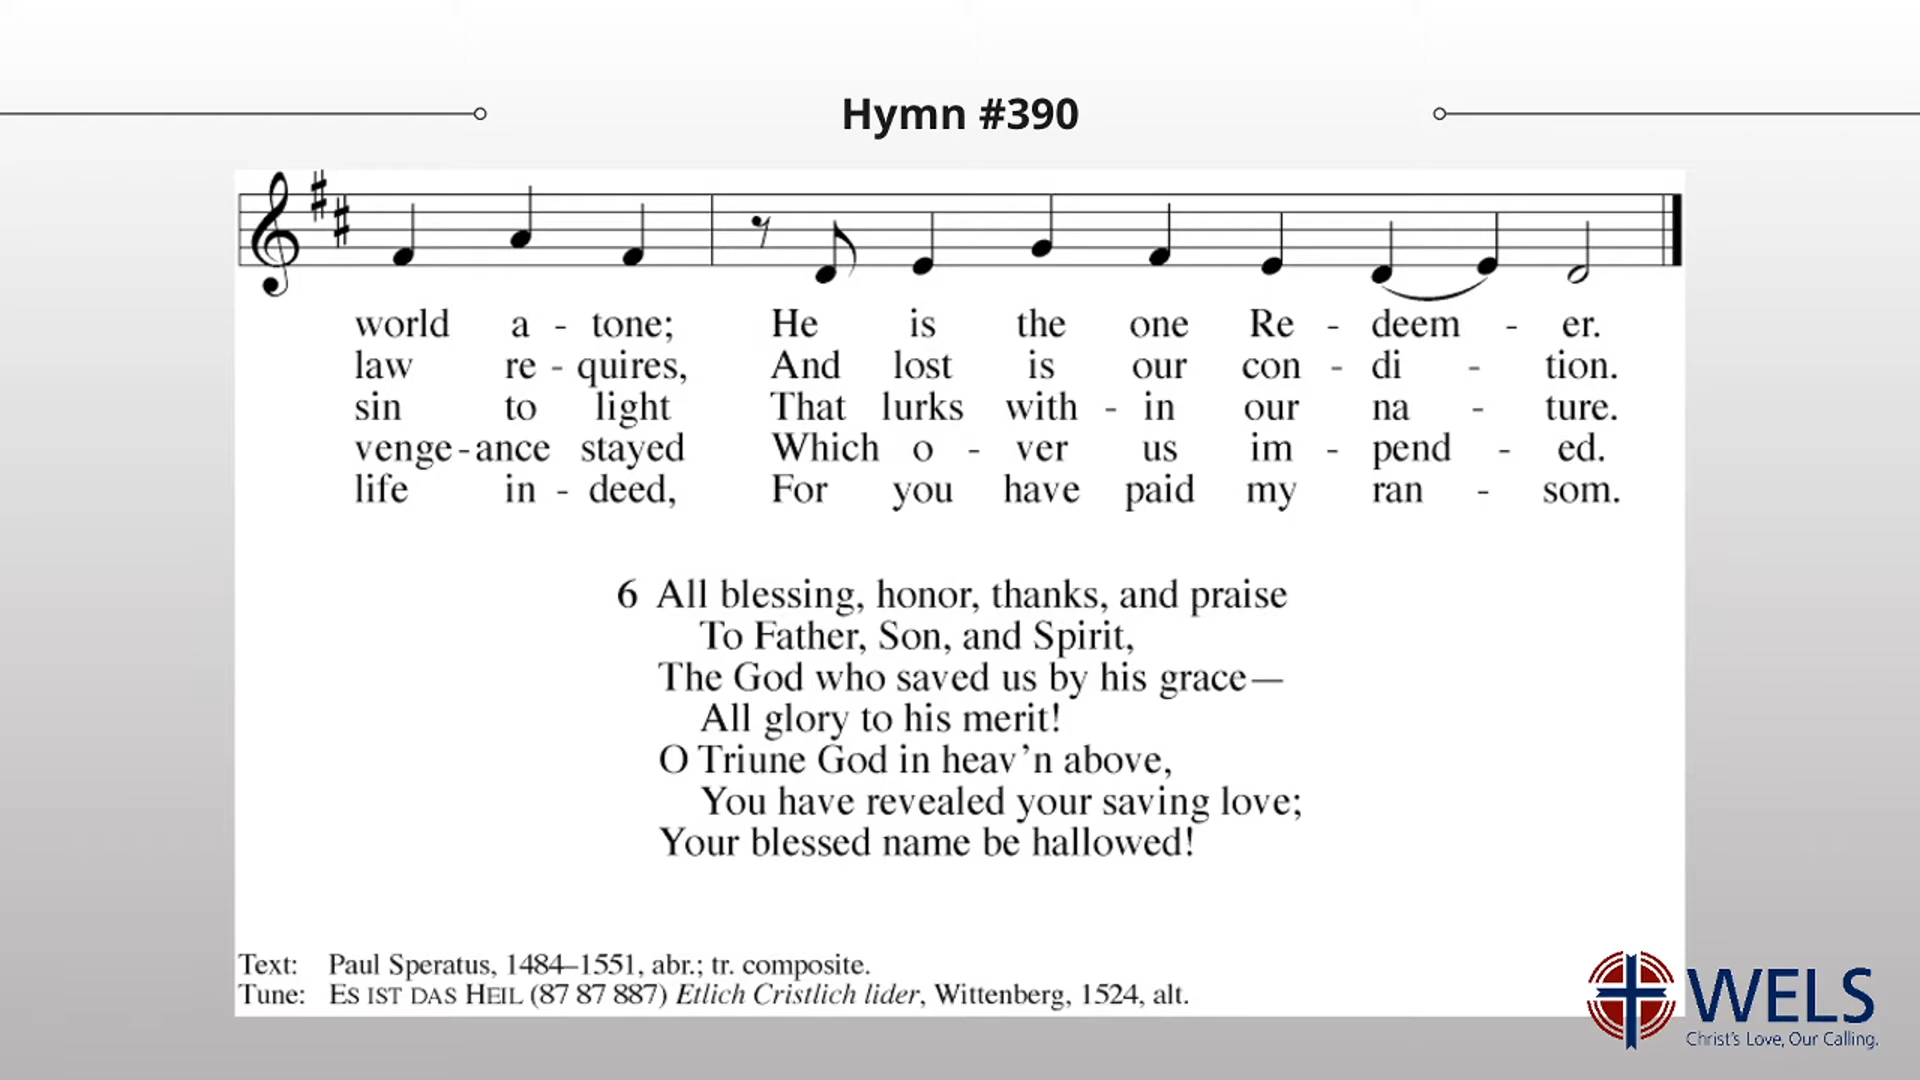 Hymn #390
world a - tone; He is the one Re - deem - er.
law re - quires, And lost is our con - di - tion.
sin to light That lurks with - in our na - ture.
venge - ance stayed Which o - ver us im - pend - ed.
life in - deed, For you have paid my ran - som.
6 All blessing, honor, thanks, and praise
To Father, Son, and Spirit,
The God who saved us by his grace—
All glory to his merit!
O Triune God in heav’n above,
You have revealed your saving love;
Your blessed name be hallowed!
Text: Paul Speratus, 1484–1551, abr.; tr. composite.
Tune: ES IST DAS HEIL (87 87 887) Etlich Cristlich lider, Wittenberg, 1524, alt.
WELS
Christ's Love, Our Calling.